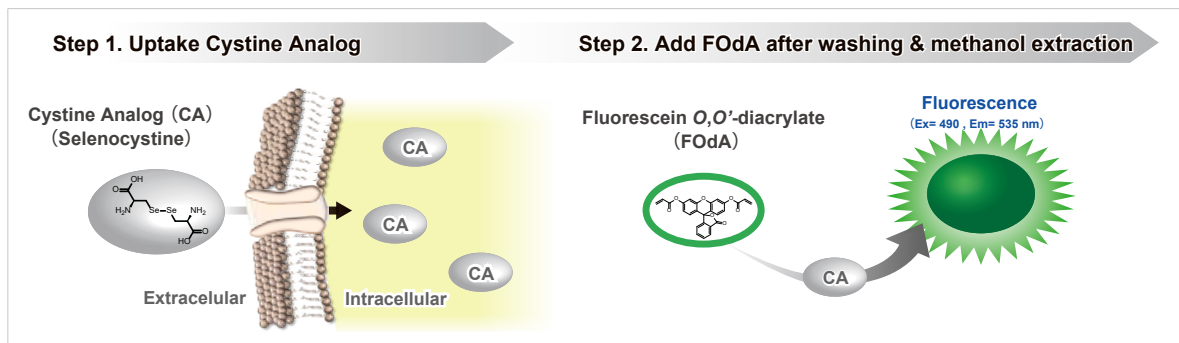 Step 1. Uptake Cystine Analog
Step 2. Add FOdA after washing & methanol extraction
Cystine Analog (CA)
(Selenocystine)
OH
O
H₂N
Se
Se
NH₂
O
HO
CA
CA
CA
Extracelular
Intracellular
Fluorescein O,O'-diacrylate
(FOdA)
O
O
O
O
O
O
O
CA
Fluorescence
(Ex= 490 , Em= 535 nm)